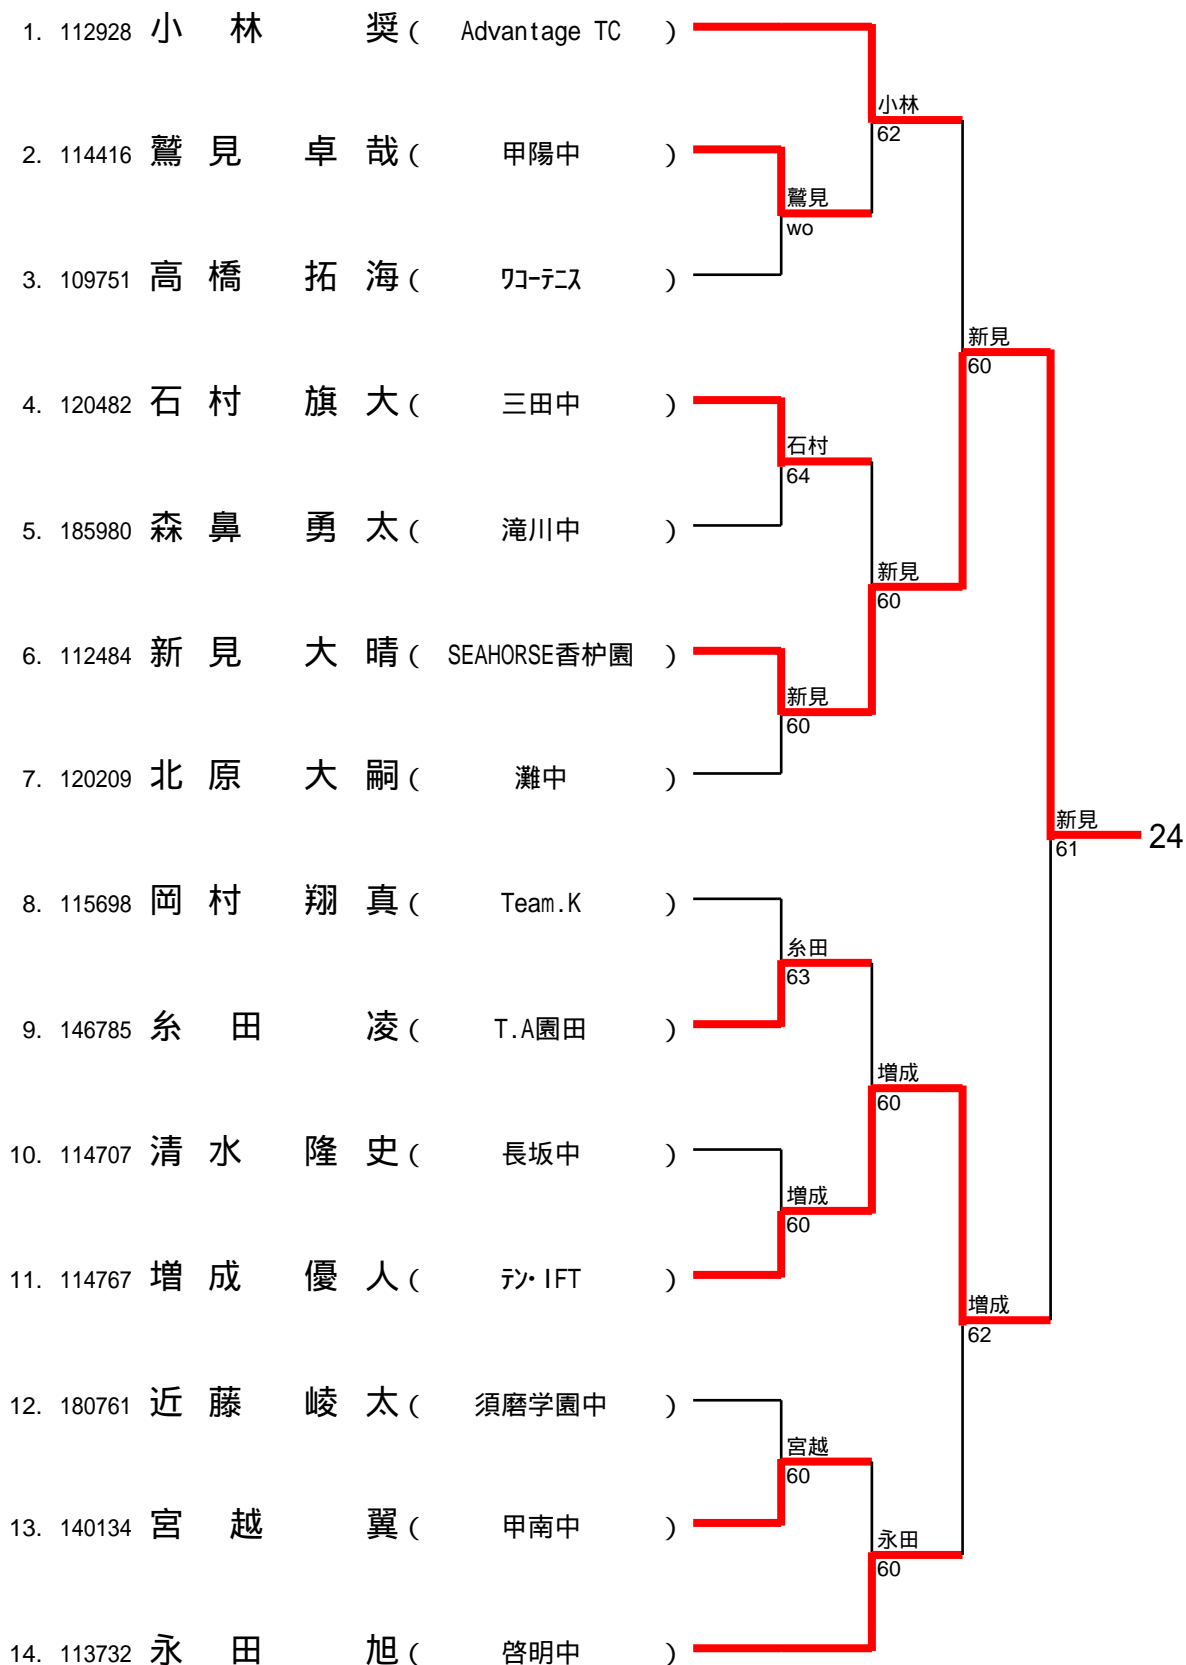 1. 112928 小 林 奨 ( Advantage TC )
小林
62
2. 114416 鷲 見 卓 哉 ( 甲陽中 )
鷲見
wo
3. 109751 高 橋 拓 海 ( ワコーテニス )
新見
60
4. 120482 石 村 旗 大 ( 三田中 )
石村
64
5. 185980 森 鼻 勇 太 ( 滝川中 )
新見
60
6. 112484 新 見 大 晴 ( SEAHORSE香枦園 )
新見
60
7. 120209 北 原 大 嗣 ( 灘中 )
新見
61
24
8. 115698 岡 村 翔 真 ( Team.K )
糸田
63
9. 146785 糸 田 凌 ( T.A園田 )
増成
60
10. 114707 清 水 隆 史 ( 長坂中 )
増成
60
11. 114767 増 成 優 人 ( テン・IFT )
増成
62
12. 180761 近 藤 崚 太 ( 須磨学園中 )
宮越
60
13. 140134 宮 越 翼 ( 甲南中 )
永田
60
14. 113732 永 田 旭 ( 啓明中 )